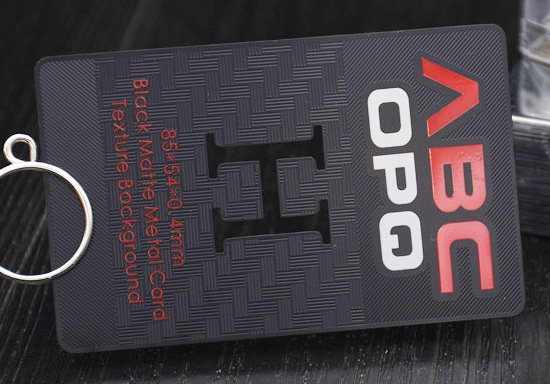 ABC
OPQ
85*54*0.4mm
Black Matte Metal Card
Texture Background